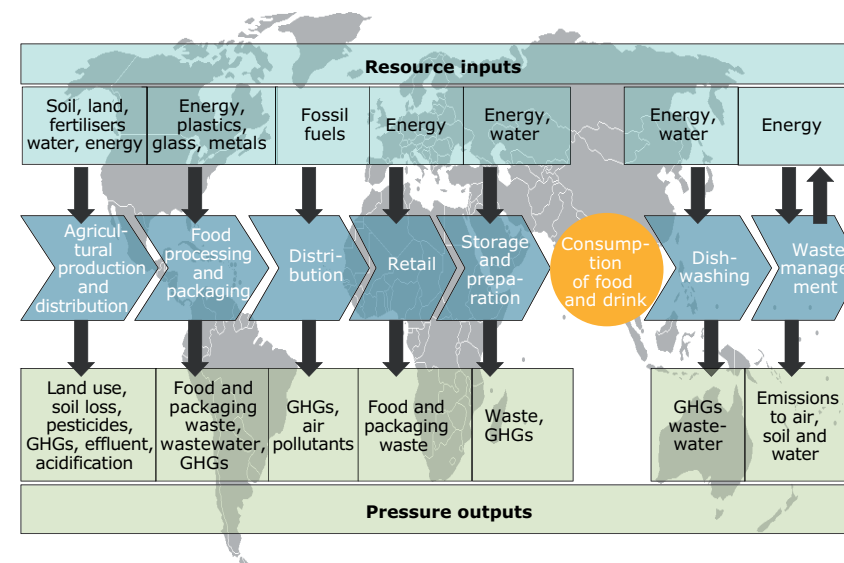 Resource inputs
Soil, land,
fertilisers
water, energy
Energy,
plastics,
glass, metals
Fossil
fuels
Energy
Energy,
water
Energy,
water
Energy
Agricul-
tural
production
and
distribution
Food
processing
and
packaging
Distri-
bution
Retail
Storage
and
prepa-
ration
Consump-
tion
of food
and drink
Dish-
washing
Waste
manage
ment
Land use,
soil loss,
pesticides,
GHGs, effluent,
acidification
Food and
packaging
waste,
wastewater,
GHGs
GHGs,
air
pollutants
Food and
packaging
waste
Waste,
GHGs
GHGs
waste-
water
Emissions
to air,
soil and
water
Pressure outputs